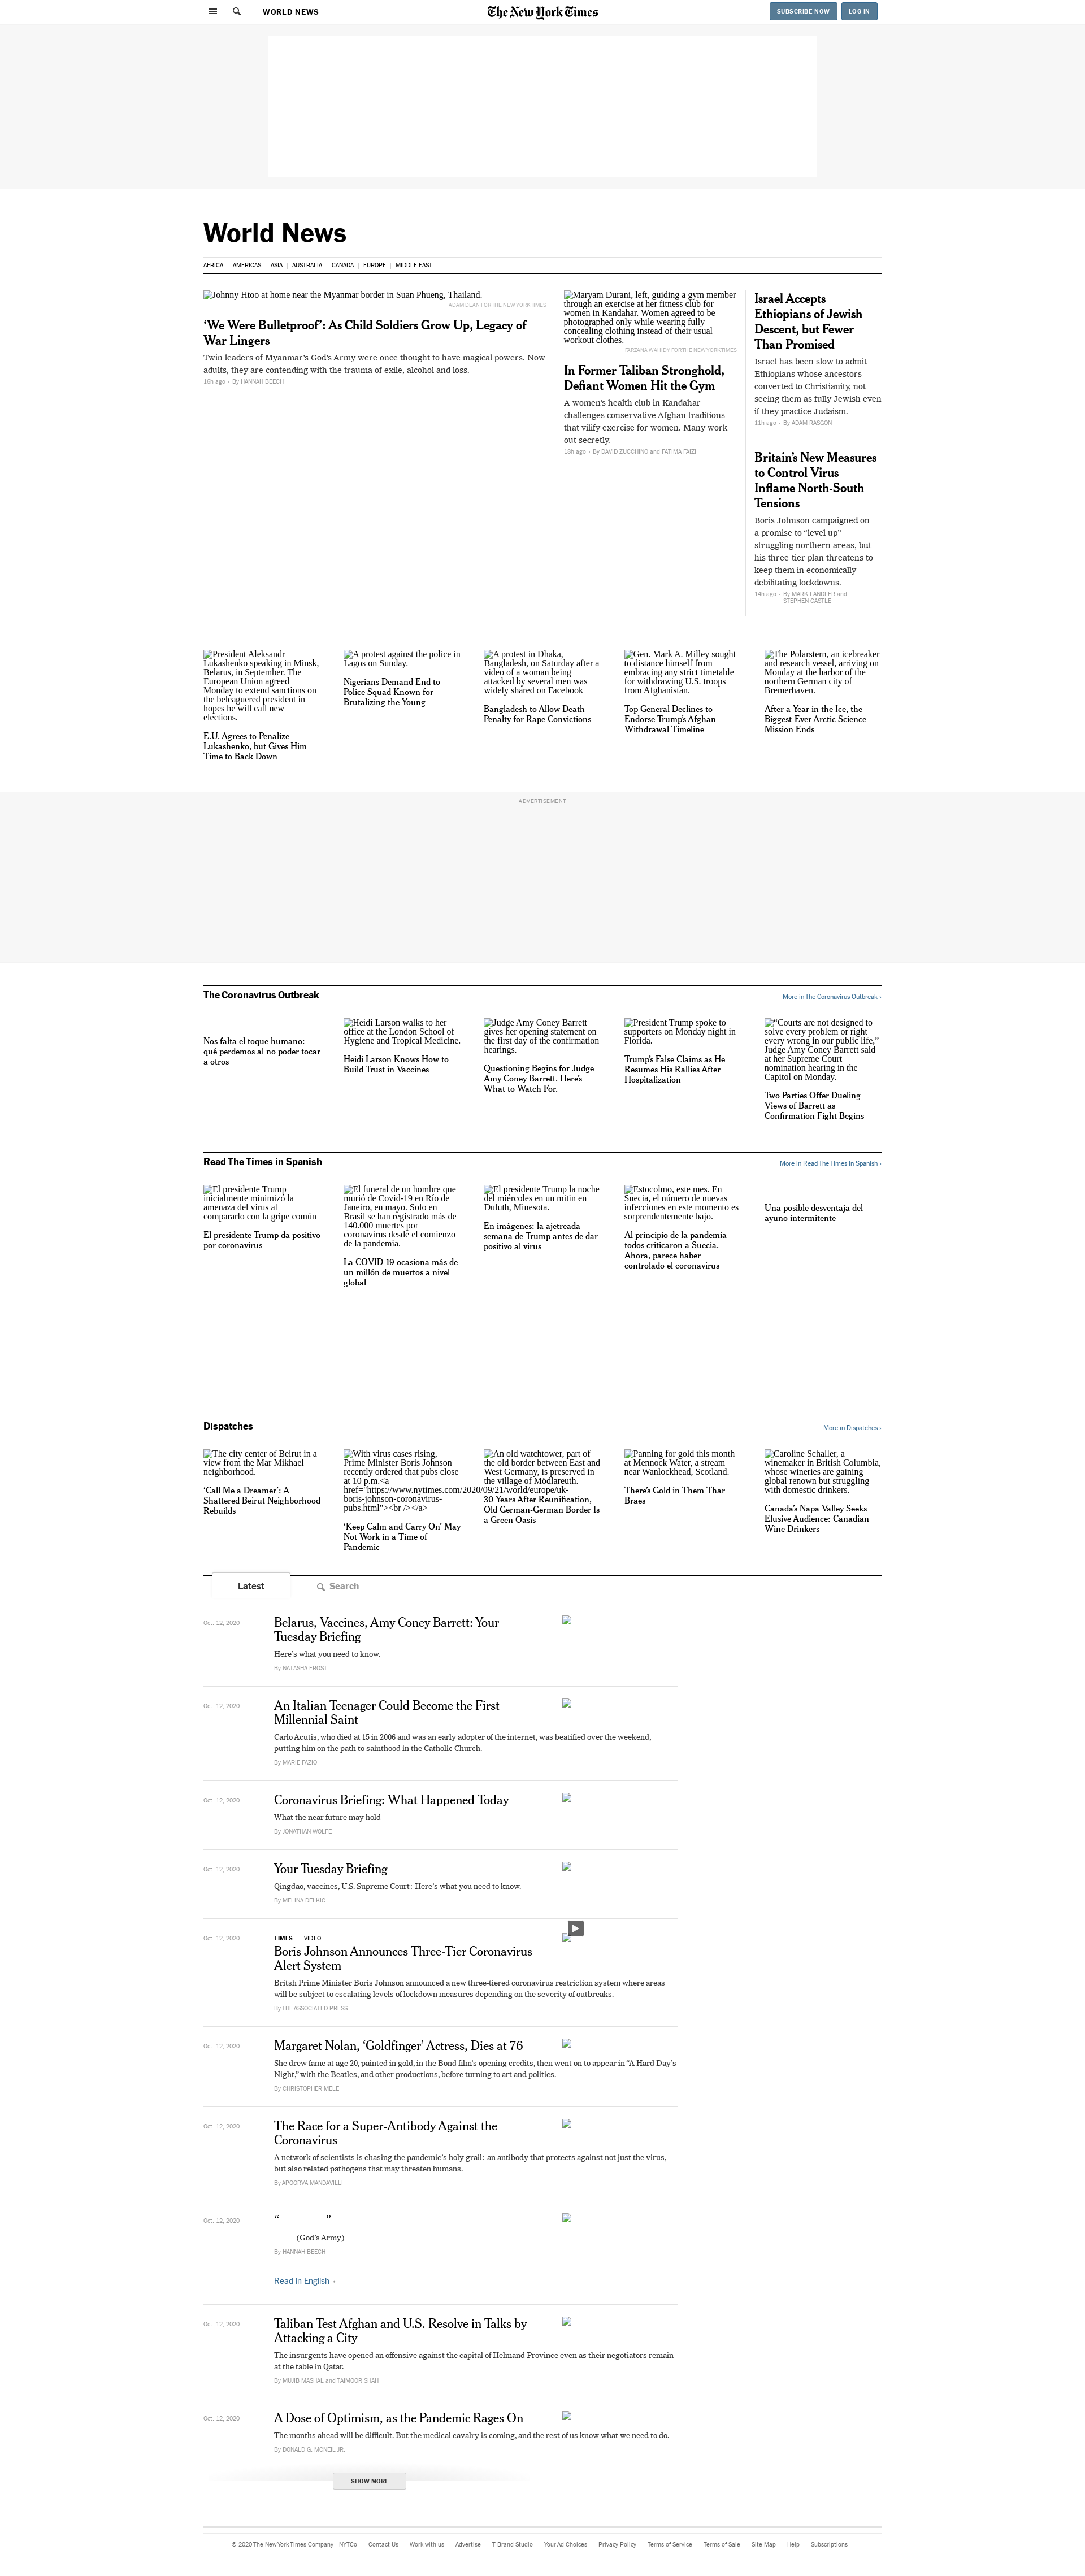 WORLD NEWS
The New York Times
SUBSCRIBE NOW
LOG IN
World News
AFRICA
AMERICAS
ASIA
AUSTRALIA
CANADA
EUROPE
MIDDLE EAST
Johnny Htoo at home near the Myanmar border in Suan Phueng, Thailand.
ADAM DEAN FOR THE NEW YORK TIMES
‘We Were Bulletproof’: As Child Soldiers Grow Up, Legacy of
War Lingers
Twin leaders of Myanmar’s God’s Army were once thought to have magical powers. Now
adults, they are contending with the trauma of exile, alcohol and loss.
16h ago
By HANNAH BEECH
Maryam Durani, left, guiding a gym member
through an exercise at her fitness club for
women in Kandahar. Women agreed to be
photographed only while wearing fully
concealing clothing instead of their usual
workout clothes.
FARZANA WAHIDY FOR THE NEW YORK TIMES
In Former Taliban Stronghold,
Defiant Women Hit the Gym
A women’s health club in Kandahar
challenges conservative Afghan traditions
that vilify exercise for women. Many work
out secretly.
18h ago
By DAVID ZUCCHINO and FATIMA FAIZI
Israel Accepts
Ethiopians of Jewish
Descent, but Fewer
Than Promised
Israel has been slow to admit
Ethiopians whose ancestors
converted to Christianity, not
seeing them as fully Jewish even
if they practice Judaism.
11h ago
By ADAM RASGON
Britain’s New Measures
to Control Virus
Inflame North-South
Tensions
Boris Johnson campaigned on
a promise to “level up”
struggling northern areas, but
his three-tier plan threatens to
keep them in economically
debilitating lockdowns.
14h ago
By MARK LANDLER and
STEPHEN CASTLE
President Aleksandr
Lukashenko speaking in Minsk,
Belarus, in September. The
European Union agreed
Monday to extend sanctions on
the beleaguered president in
hopes he will call new
elections.
E.U. Agrees to Penalize
Lukashenko, but Gives Him
Time to Back Down
A protest against the police in
Lagos on Sunday.
Nigerians Demand End to
Police Squad Known for
Brutalizing the Young
A protest in Dhaka,
Bangladesh, on Saturday after a
video of a woman being
attacked by several men was
widely shared on Facebook
Bangladesh to Allow Death
Penalty for Rape Convictions
Gen. Mark A. Milley sought
to distance himself from
embracing any strict timetable
for withdrawing U.S. troops
from Afghanistan.
Top General Declines to
Endorse Trump’s Afghan
Withdrawal Timeline
The Polarstern, an icebreaker
and research vessel, arriving on
Monday at the harbor of the
northern German city of
Bremerhaven.
After a Year in the Ice, the
Biggest-Ever Arctic Science
Mission Ends
ADVERTISEMENT
The Coronavirus Outbreak
More in The Coronavirus Outbreak ›
Nos falta el toque humano:
qué perdemos al no poder tocar
a otros
Heidi Larson walks to her
office at the London School of
Hygiene and Tropical Medicine.
Heidi Larson Knows How to
Build Trust in Vaccines
Judge Amy Coney Barrett
gives her opening statement on
the first day of the confirmation
hearings.
Questioning Begins for Judge
Amy Coney Barrett. Here’s
What to Watch For.
President Trump spoke to
supporters on Monday night in
Florida.
Trump’s False Claims as He
Resumes His Rallies After
Hospitalization
“Courts are not designed to
solve every problem or right
every wrong in our public life,”
Judge Amy Coney Barrett said
at her Supreme Court
nomination hearing in the
Capitol on Monday.
Two Parties Offer Dueling
Views of Barrett as
Confirmation Fight Begins
Read The Times in Spanish
More in Read The Times in Spanish ›
El presidente Trump
inicialmente minimizó la
amenaza del virus al
compararlo con la gripe común
El presidente Trump da positivo
por coronavirus
El funeral de un hombre que
murió de Covid-19 en Río de
Janeiro, en mayo. Solo en
Brasil se han registrado más de
140.000 muertes por
coronavirus desde el comienzo
de la pandemia.
La COVID-19 ocasiona más de
un millón de muertos a nivel
global
El presidente Trump la noche
del miércoles en un mitin en
Duluth, Minesota.
En imágenes: la ajetreada
semana de Trump antes de dar
positivo al virus
Estocolmo, este mes. En
Suecia, el número de nuevas
infecciones en este momento es
sorprendentemente bajo.
Al principio de la pandemia
todos criticaron a Suecia.
Ahora, parece haber
controlado el coronavirus
Una posible desventaja del
ayuno intermitente
Dispatches
More in Dispatches ›
The city center of Beirut in a
view from the Mar Mikhael
neighborhood.
‘Call Me a Dreamer’: A
Shattered Beirut Neighborhood
Rebuilds
With virus cases rising,
Prime Minister Boris Johnson
recently ordered that pubs close
at 10 p.m.<a
href="https://www.nytimes.com/2020/09/21/world/europe/uk-
boris-johnson-coronavirus-
pubs.html"><br /></a>
‘Keep Calm and Carry On’ May
Not Work in a Time of
Pandemic
An old watchtower, part of
the old border between East and
West Germany, is preserved in
the village of Mödlareuth.
30 Years After Reunification,
Old German-German Border Is
a Green Oasis
Panning for gold this month
at Mennock Water, a stream
near Wanlockhead, Scotland.
There’s Gold in Them Thar
Braes
Caroline Schaller, a
winemaker in British Columbia,
whose wineries are gaining
global renown but struggling
with domestic drinkers.
Canada’s Napa Valley Seeks
Elusive Audience: Canadian
Wine Drinkers
Latest
Search
Oct. 12, 2020
Belarus, Vaccines, Amy Coney Barrett: Your
Tuesday Briefing
Here’s what you need to know.
By NATASHA FROST
Oct. 12, 2020
An Italian Teenager Could Become the First
Millennial Saint
Carlo Acutis, who died at 15 in 2006 and was an early adopter of the internet, was beatified over the weekend,
putting him on the path to sainthood in the Catholic Church.
By MARIE FAZIO
Oct. 12, 2020
Coronavirus Briefing: What Happened Today
What the near future may hold
By JONATHAN WOLFE
Oct. 12, 2020
Your Tuesday Briefing
Qingdao, vaccines, U.S. Supreme Court: Here’s what you need to know.
By MELINA DELKIC
Oct. 12, 2020
TIMES
VIDEO
Boris Johnson Announces Three-Tier Coronavirus
Alert System
Britsh Prime Minister Boris Johnson announced a new three-tiered coronavirus restriction system where areas
will be subject to escalating levels of lockdown measures depending on the severity of outbreaks.
By THE ASSOCIATED PRESS
Oct. 12, 2020
Margaret Nolan, ‘Goldfinger’ Actress, Dies at 76
She drew fame at age 20, painted in gold, in the Bond film’s opening credits, then went on to appear in “A Hard Day’s
Night,” with the Beatles, and other productions, before turning to art and politics.
By CHRISTOPHER MELE
Oct. 12, 2020
The Race for a Super-Antibody Against the
Coronavirus
A network of scientists is chasing the pandemic’s holy grail: an antibody that protects against not just the virus,
but also related pathogens that may threaten humans.
By APOORVA MANDAVILLI
Oct. 12, 2020
“ ”
(God’s Army)
By HANNAH BEECH
Read in English
Oct. 12, 2020
Taliban Test Afghan and U.S. Resolve in Talks by
Attacking a City
The insurgents have opened an offensive against the capital of Helmand Province even as their negotiators remain
at the table in Qatar.
By MUJIB MASHAL and TAIMOOR SHAH
Oct. 12, 2020
A Dose of Optimism, as the Pandemic Rages On
The months ahead will be difficult. But the medical cavalry is coming, and the rest of us know what we need to do.
By DONALD G. MCNEIL JR.
SHOW MORE
© 2020 The New York Times Company
NYTCo
Contact Us
Work with us
Advertise
T Brand Studio
Your Ad Choices
Privacy Policy
Terms of Service
Terms of Sale
Site Map
Help
Subscriptions